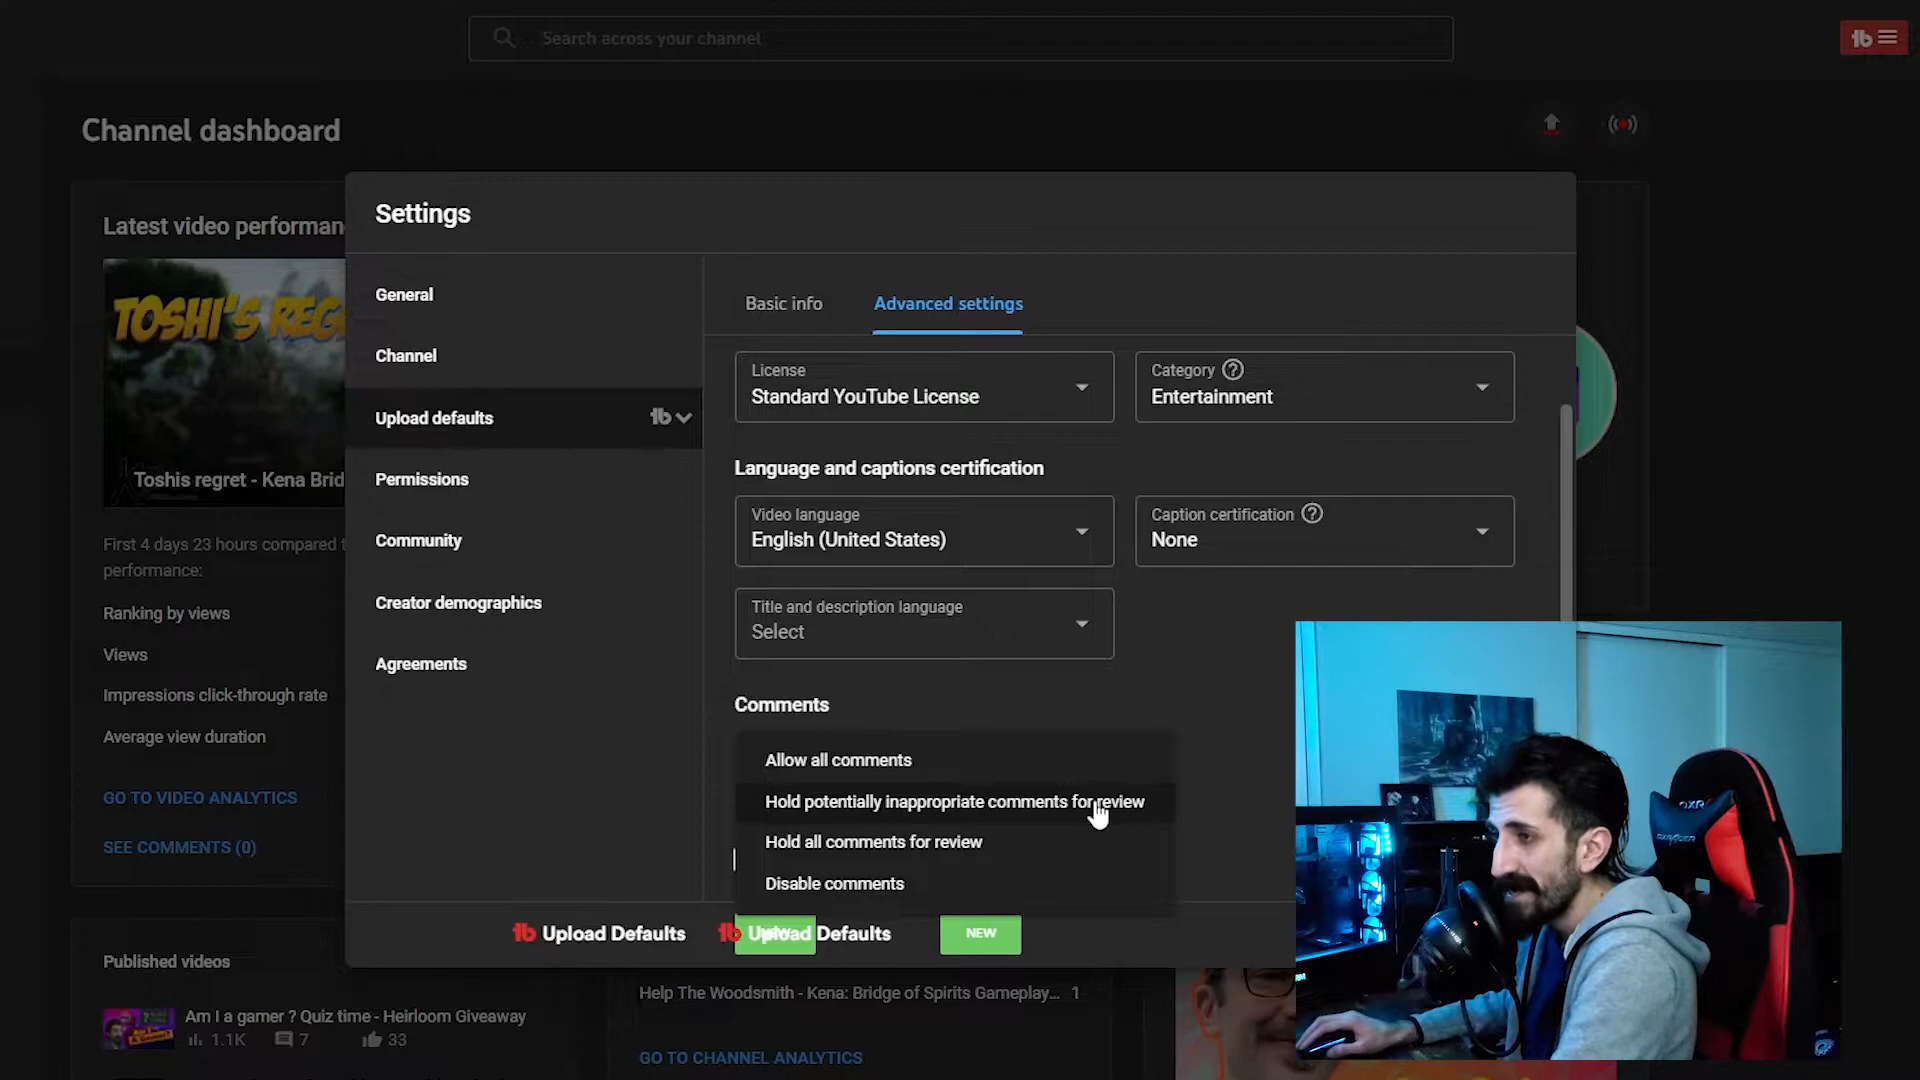 Search across your channel
Channel dashboard
Latest video performan
TOSHI'S REG
Toshis regret - Kena Brid
First 4 days 23 hours compared t
performance:
Ranking by views
Views
Impressions click-through rate
Average view duration
GO TO VIDEO ANALYTICS
SEE COMMENTS (0)
Published videos
Am I a gamer ? Quiz time - Heirloom Giveaway
1.1K 7 33
Settings
General
Channel
Upload defaults
Permissions
Community
Creator demographics
Agreements
Basic info
Advanced settings
License
Standard YouTube License
Category
Entertainment
Language and captions certification
Video language
English (United States)
Caption certification
None
Title and description language
Select
Comments
Allow all comments
Hold potentially inappropriate comments for review
Hold all comments for review
Disable comments
Upload Defaults
Upload Defaults
NEW
Help The Woodsmith - Kena: Bridge of Spirits Gameplay... 1
GO TO CHANNEL ANALYTICS